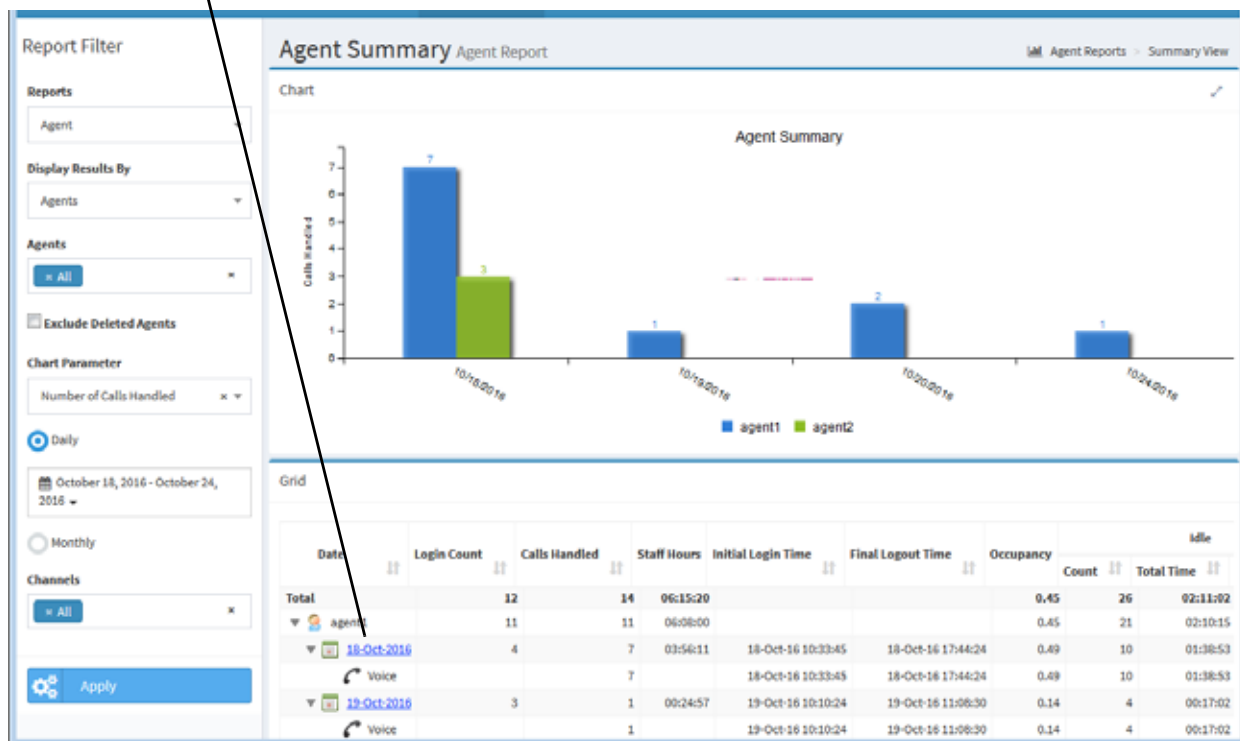 Report Filter
Reports
Agent
Display Results By
Agents
Agents
× All ×
Exclude Deleted Agents
Chart Parameter
Number of Calls Handled × 
Daily
October 18, 2016 - October 24,
2016
Monthly
Channels
× All ×
Apply
Agent Summary Agent Report
Agent Reports > Summary View
Chart
Agent Summary
Calls Handled
7
6
5
4
3
2
1
0
7
3
1
2
1
10/18/2016
10/19/2016
10/20/2016
10/24/2016
agent1 agent2
Grid
Idle
Date Login Count Calls Handled Staff Hours Initial Login Time Final Logout Time Occupancy
Count Total Time
Total 12 14 06:15:20 0.45 26 02:11:02
agent1 11 11 06:08:00 0.45 21 02:10:15
18-Oct-2016 4 7 03:56:11 18-Oct-16 10:33:45 18-Oct-16 17:44:24 0.49 10 01:38:53
Voice 7 18-Oct-16 10:33:45 18-Oct-16 17:44:24 0.49 10 01:38:53
19-Oct-2016 3 1 00:24:57 19-Oct-16 10:10:24 19-Oct-16 11:08:30 0.14 4 00:17:02
Voice 1 19-Oct-16 10:10:24 19-Oct-16 11:08:30 0.14 4 00:17:02